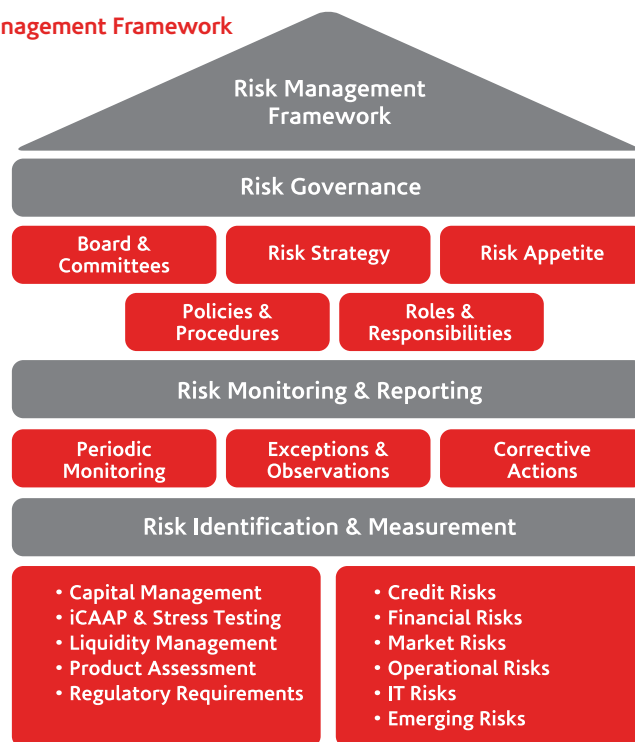 nagement Framework
Risk Management
Framework
Risk Governance
Board &
Committees
Risk Strategy
Risk Appetite
Policies &
Procedures
Roles &
Responsibilities
Risk Monitoring & Reporting
Periodic
Monitoring
Exceptions &
Observations
Corrective
Actions
Risk Identification & Measurement
• Capital Management
• iCAAP & Stress Testing
• Liquidity Management
• Product Assessment
• Regulatory Requirements
• Credit Risks
• Financial Risks
• Market Risks
• Operational Risks
• IT Risks
• Emerging Risks